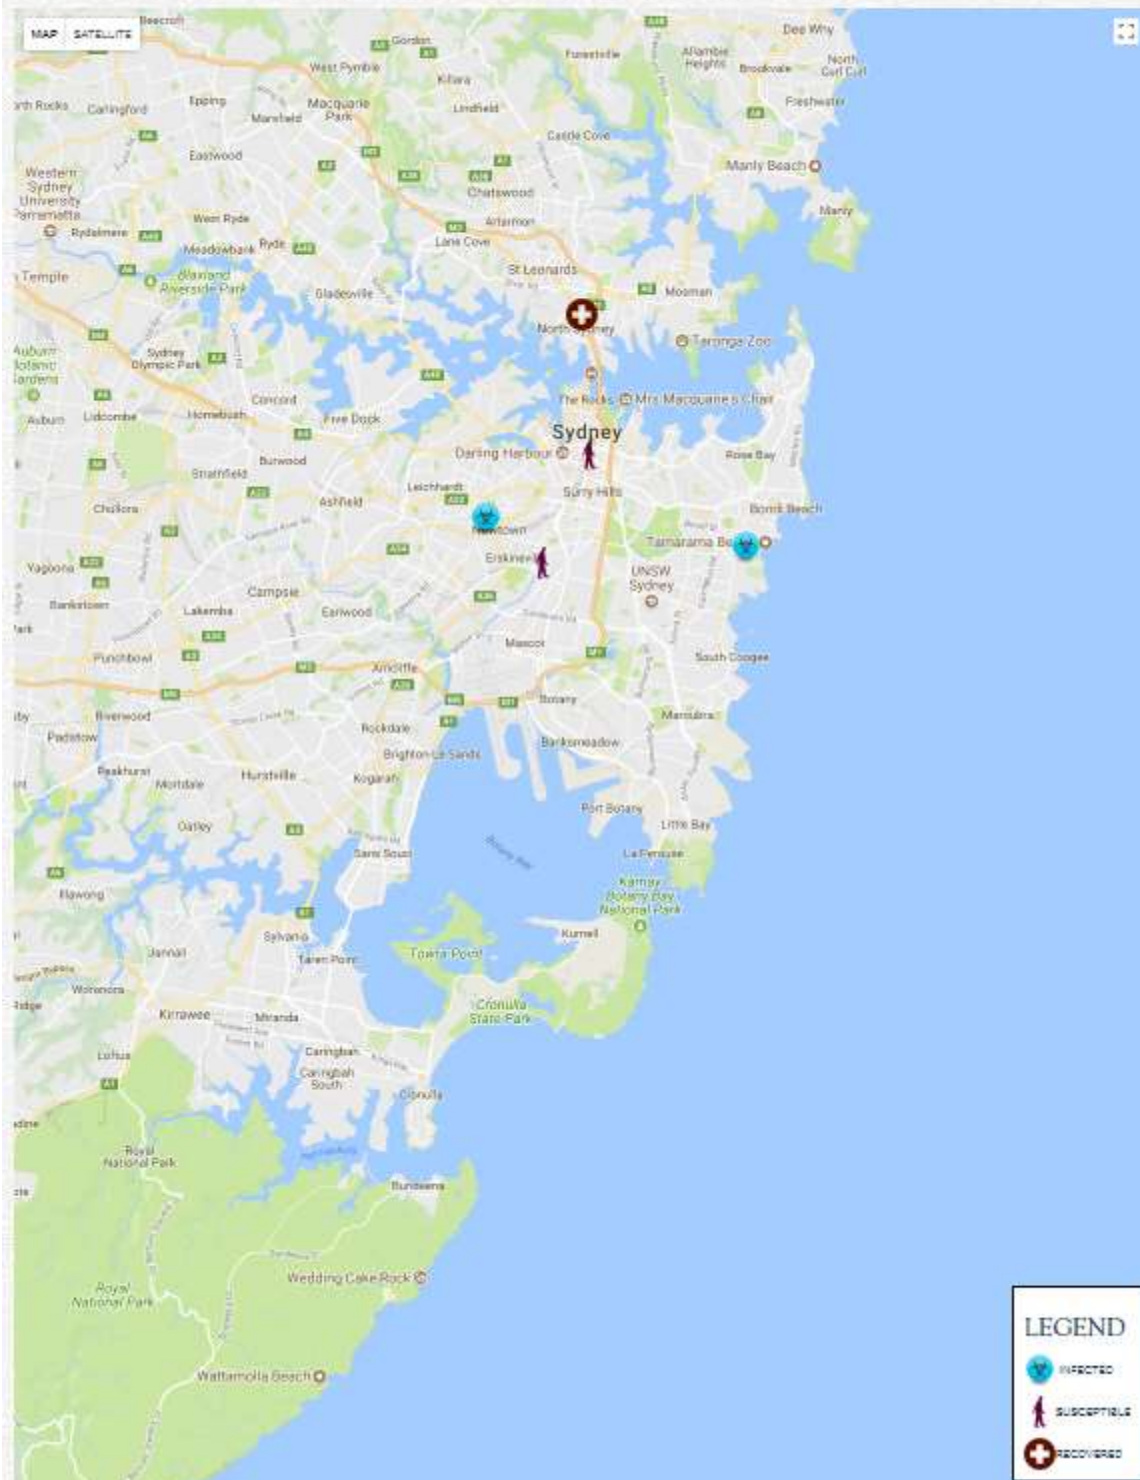 MAP
SATELLITE
Beecroft
Gordon
Dee Why
West Pymble
Forestville
Allambie
Heights
North
Curl Curl
Brookvale
Killara
Freshwater
Carlingford
Epping
Marsfield
Macquarie
Park
Lindfield
Castle Cove
Eastwood
Manly Beach
Western
Sydney
University
Parramatta
Chatswood
Manly
West Ryde
Artarmon
Rydalmere
Meadowbank
Ryde
Lane Cove
St Leonards
Temple
Blaxland
Riverside Park
Gladesville
Mosman
North Sydney
Taronga Zoo
Auburn
Botanic
Gardens
Sydney
Olympic Park
Concord
The Rocks
Mrs Macquarie's Chair
Auburn
Lidcombe
Homebush
Five Dock
Sydney
Darling Harbour
Rose Bay
Burwood
Strathfield
Leichhardt
Surry Hills
Ashfield
Chullora
Bondi Beach
Newtown
Tamarama Be
Erskinev
UNSW
Sydney
Yagoona
Campsie
Bankstown
Lakemba
Earlwood
Mascot
Punchbowl
South Coogee
Arncliffe
Botany
Riverwood
Maroubra
Rockdale
Padstow
Banksmeadow
Brighton-Le-Sands
Peakhurst
Hurstville
Kogarah
Mortdale
Port Botany
Oatley
Little Bay
Sans Souci
Botany Bay
La Perouse
Kamay
Botany Bay
National Park
Illawong
Kurnell
Sylvania
Jannali
Taren Point
Towra Point
Woronora
Cronulla
State Park
Kirrawee
Miranda
Loftus
Caringbah
Caringbah
South
Cronulla
Royal
National Park
Bundeena
Wedding Cake Rock
Royal
National Park
Wattamolla Beach
LEGEND
INFECTED
SUSCEPTIBLE
RECOVERED